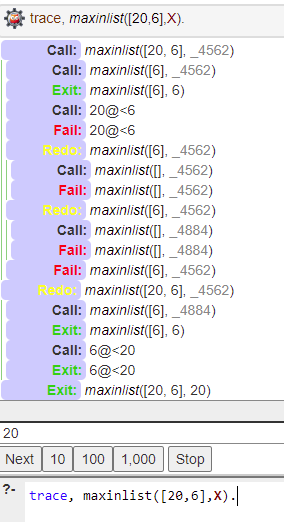 trace, maxinlist([20,6],X).
Call: maxinlist([20, 6], _4562)
Call: maxinlist([6], _4562)
Exit: maxinlist([6], 6)
Call: 20@<6
Fail: 20@<6
Redo: maxinlist([6], _4562)
Call: maxinlist([], _4562)
Fail: maxinlist([], _4562)
Redo: maxinlist([6], _4562)
Call: maxinlist([], _4884)
Fail: maxinlist([], _4884)
Fail: maxinlist([6], _4562)
Redo: maxinlist([20, 6], _4562)
Call: maxinlist([6], _4884)
Exit: maxinlist([6], 6)
Call: 6@<20
Exit: 6@<20
Exit: maxinlist([20, 6], 20)
20
Next 10 100 1,000 Stop
?- trace, maxinlist([20,6],X).